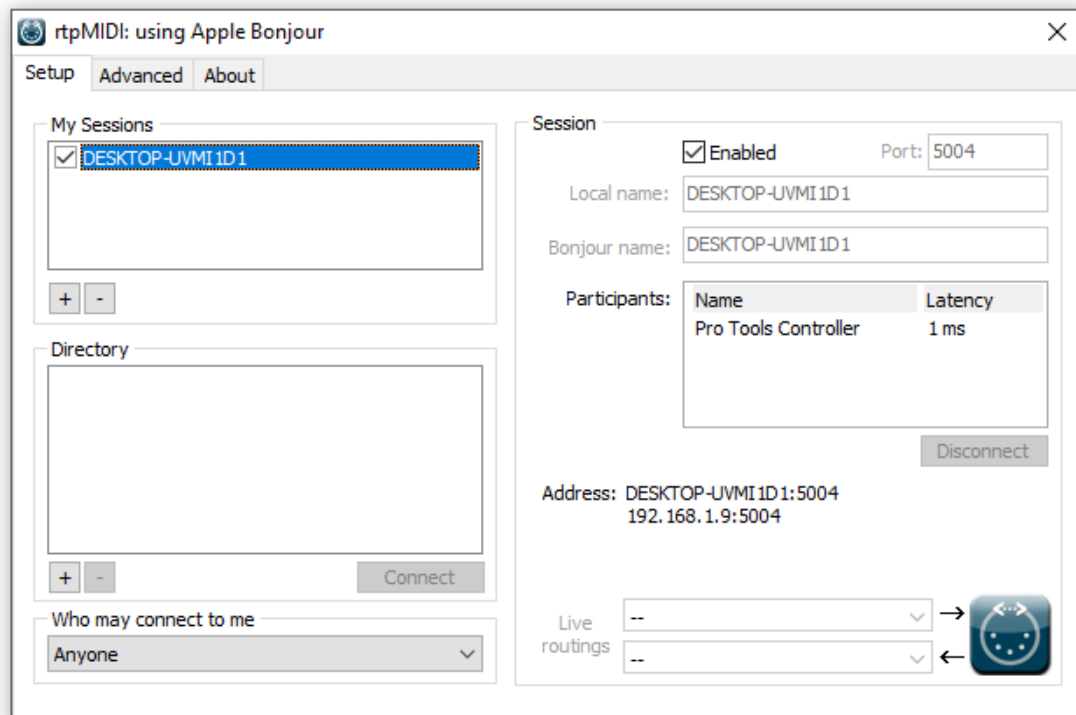 rtpMIDI: using Apple Bonjour
Setup Advanced About
My Sessions
DESKTOP-UVMI1D1
+ -
Directory
+ - Connect
Who may connect to me
Anyone
Session
Enabled Port: 5004
Local name: DESKTOP-UVMI1D1
Bonjour name: DESKTOP-UVMI1D1
Participants: Name Latency
Pro Tools Controller 1 ms
Disconnect
Address: DESKTOP-UVMI1D1:5004
192.168.1.9:5004
Live routings
--
--